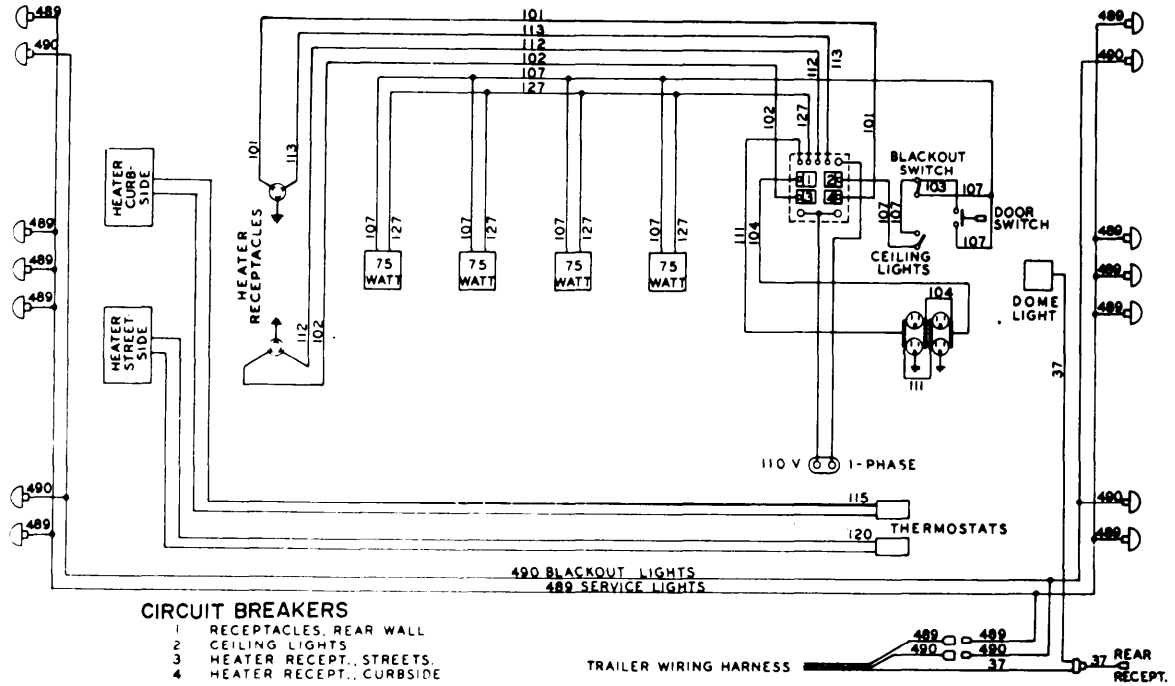 489
490
489
489
489
490
489
HEATER
CURB-
SIDE
HEATER
STREET-
SIDE
101
113
112
102
107
127
101
113
HEATER
RECEPTACLES
112
102
107
127
75
WATT
107
127
75
WATT
107
127
75
WATT
107
127
75
WATT
102
127
112
113
101
1
2
3
4
111
104
107
107
BLACKOUT
SWITCH
103
107
DOOR
SWITCH
107
CEILING
LIGHTS
104
111
DOME
LIGHT
37
110 V
1-PHASE
115
THERMOSTATS
120
489
490
489
489
489
490
489
490 BLACKOUT LIGHTS
489 SERVICE LIGHTS
CIRCUIT BREAKERS
1 RECEPTACLES, REAR WALL
2 CEILING LIGHTS
3 HEATER RECEPT., STREETS.
4 HEATER RECEPT., CURBSIDE
TRAILER WIRING HARNESS
489
489
490
490
37
37
REAR
RECEPT.